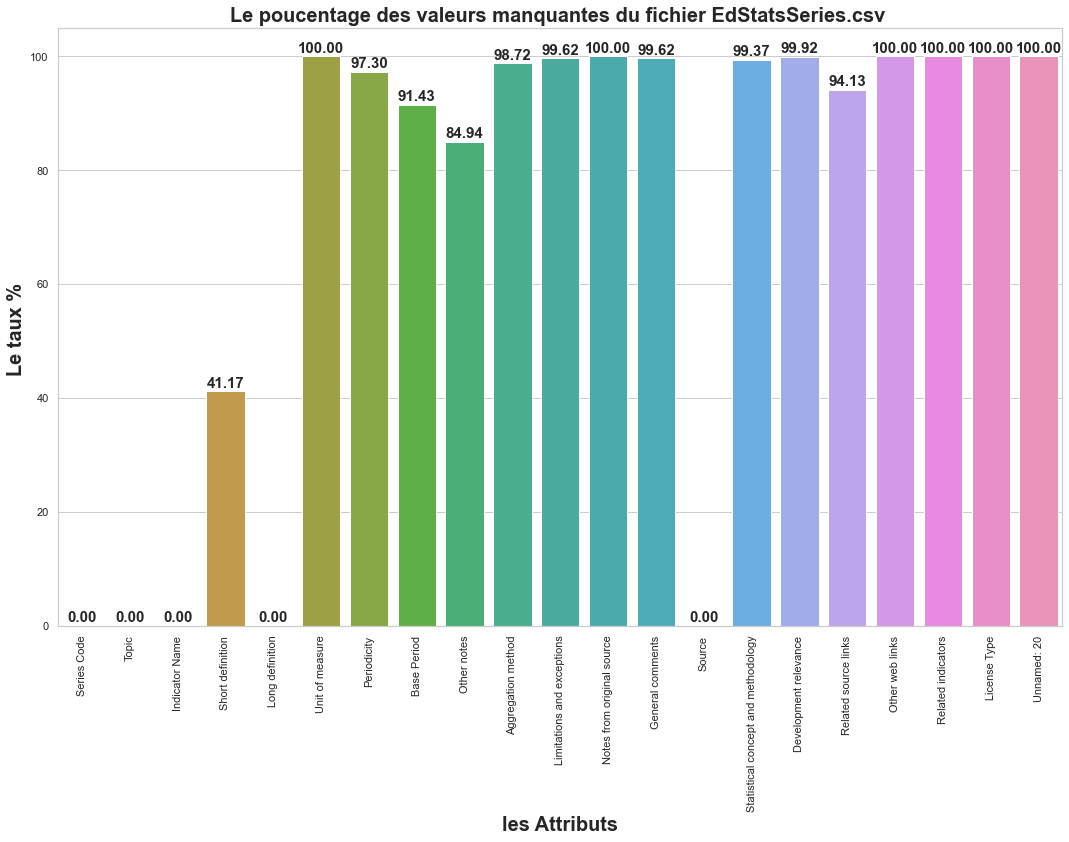 Le poucentage des valeurs manquantes du fichier EdStatsSeries.csv
Le taux %
100
80
60
40
20
0
0.00
0.00
0.00
41.17
0.00
100.00
97.30
91.43
84.94
98.72
99.62
100.00
99.62
0.00
99.37
99.92
94.13
100.00
100.00
100.00
100.00
Series Code
Topic
Indicator Name
Short definition
Long definition
Unit of measure
Periodicity
Base Period
Other notes
Aggregation method
Limitations and exceptions
Notes from original source
General comments
Source
Statistical concept and methodology
Development relevance
Related source links
Other web links
Related indicators
License Type
Unnamed: 20
les Attributs